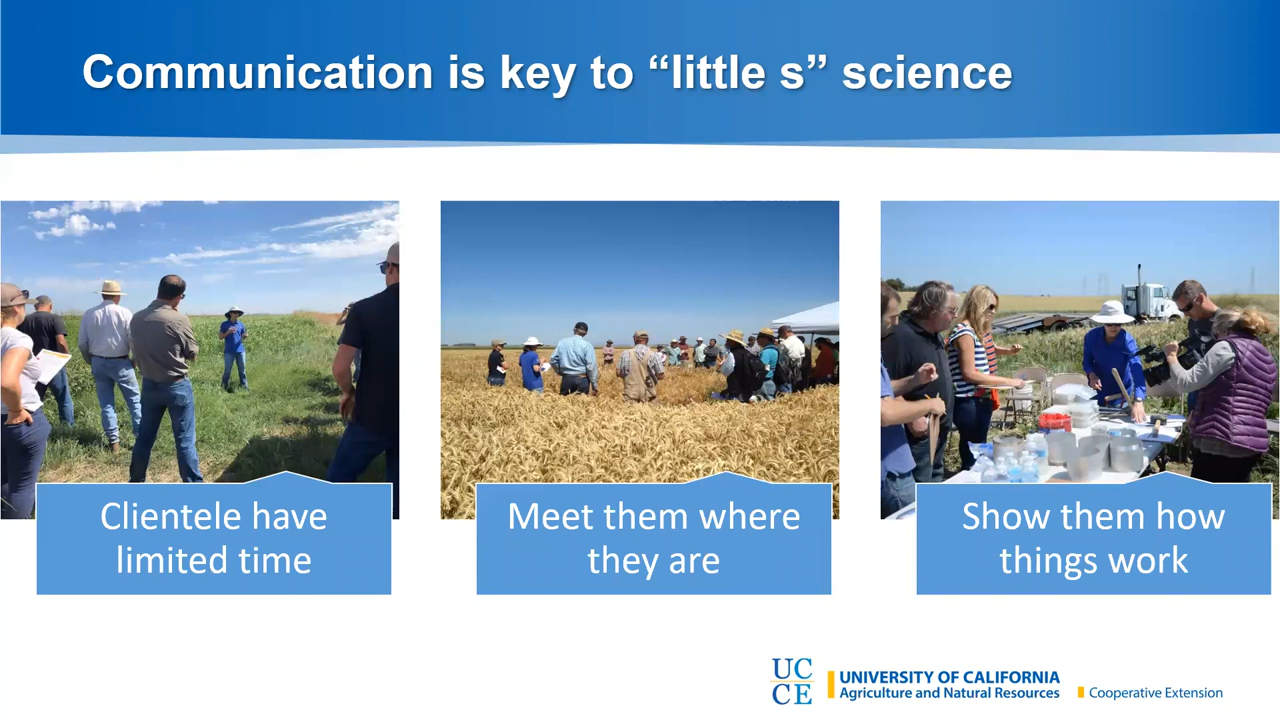 Communication is key to “little s” science
Clientele have
limited time
Meet them where
they are
Show them how
things work
UC
CE
UNIVERSITY OF CALIFORNIA
Agriculture and Natural Resources
Cooperative Extension